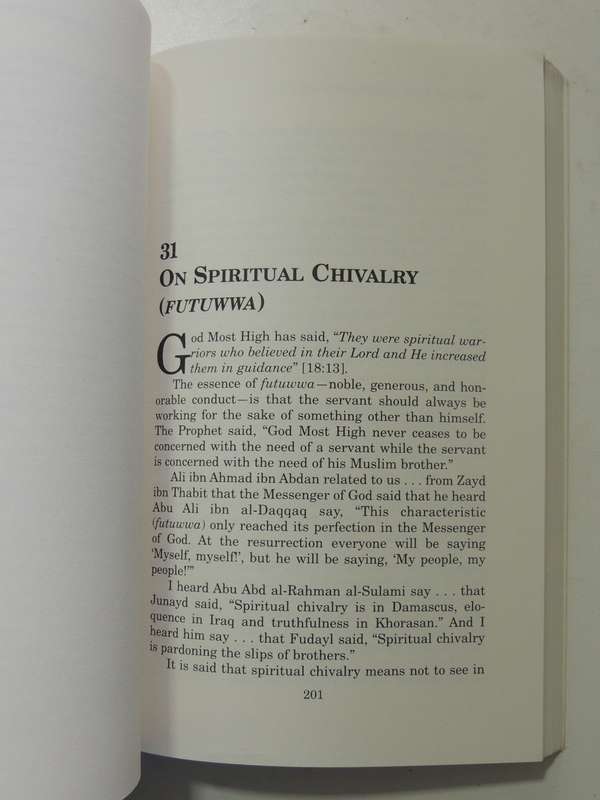 31
ON SPIRITUAL CHIVALRY
(FUTUWWA)
God Most High has said, “They were spiritual war-
riors who believed in their Lord and He increased
them in guidance” [18:13].
The essence of futuwwa—noble, generous, and hon-
orable conduct—is that the servant should always be
working for the sake of something other than himself.
The Prophet said, “God Most High never ceases to be
concerned with the need of a servant while the servant
is concerned with the need of his Muslim brother.”
Ali ibn Ahmad ibn Abdan related to us . . . from Zayd
ibn Thabit that the Messenger of God said that he heard
Abu Ali ibn al-Daqqaq say, “This characteristic
(futuwwa) only reached its perfection in the Messenger
of God. At the resurrection everyone will be saying
‘Myself, myself!’, but he will be saying, ‘My people, my
people!’”
I heard Abu Abd al-Rahman al-Sulami say . . . that
Junayd said, “Spiritual chivalry is in Damascus, elo-
quence in Iraq and truthfulness in Khorasan.” And I
heard him say . . . that Fudayl said, “Spiritual chivalry
is pardoning the slips of brothers.”
It is said that spiritual chivalry means not to see in
201